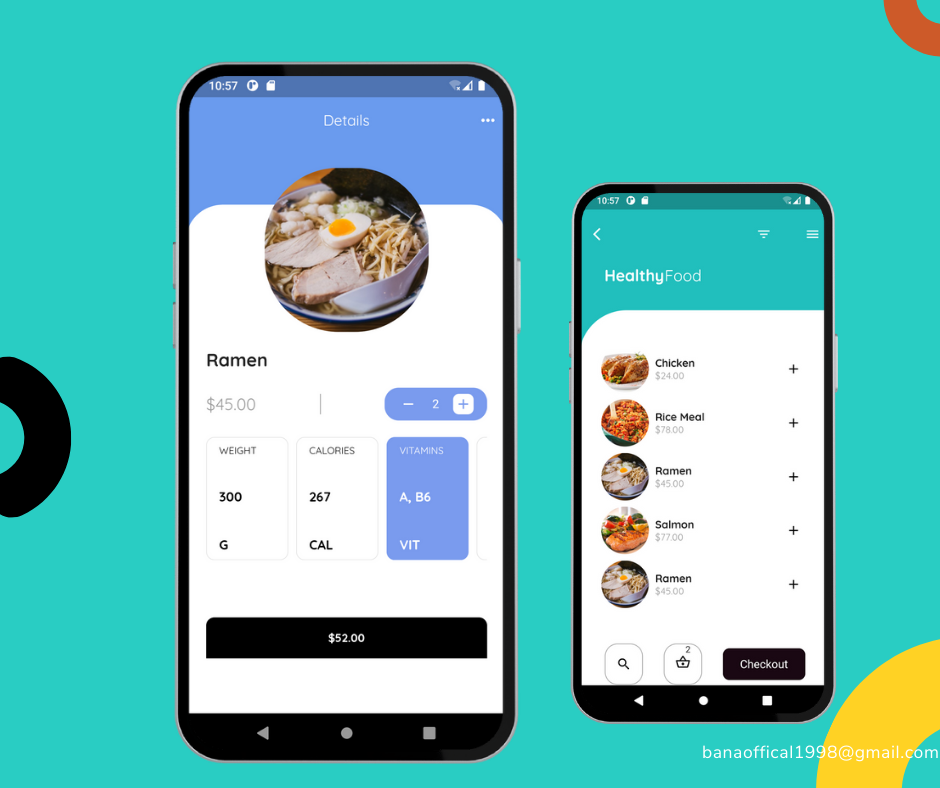 10:57
Details
Ramen
$45.00
2
WEIGHT
CALORIES
VITAMINS
300
267
A, B6
G
CAL
VIT
$52.00
10:57
HealthyFood
Chicken
$24.00
Rice Meal
$78.00
Ramen
$45.00
Salmon
$77.00
Ramen
$45.00
2
Checkout
banaoffical1998@gmail.com